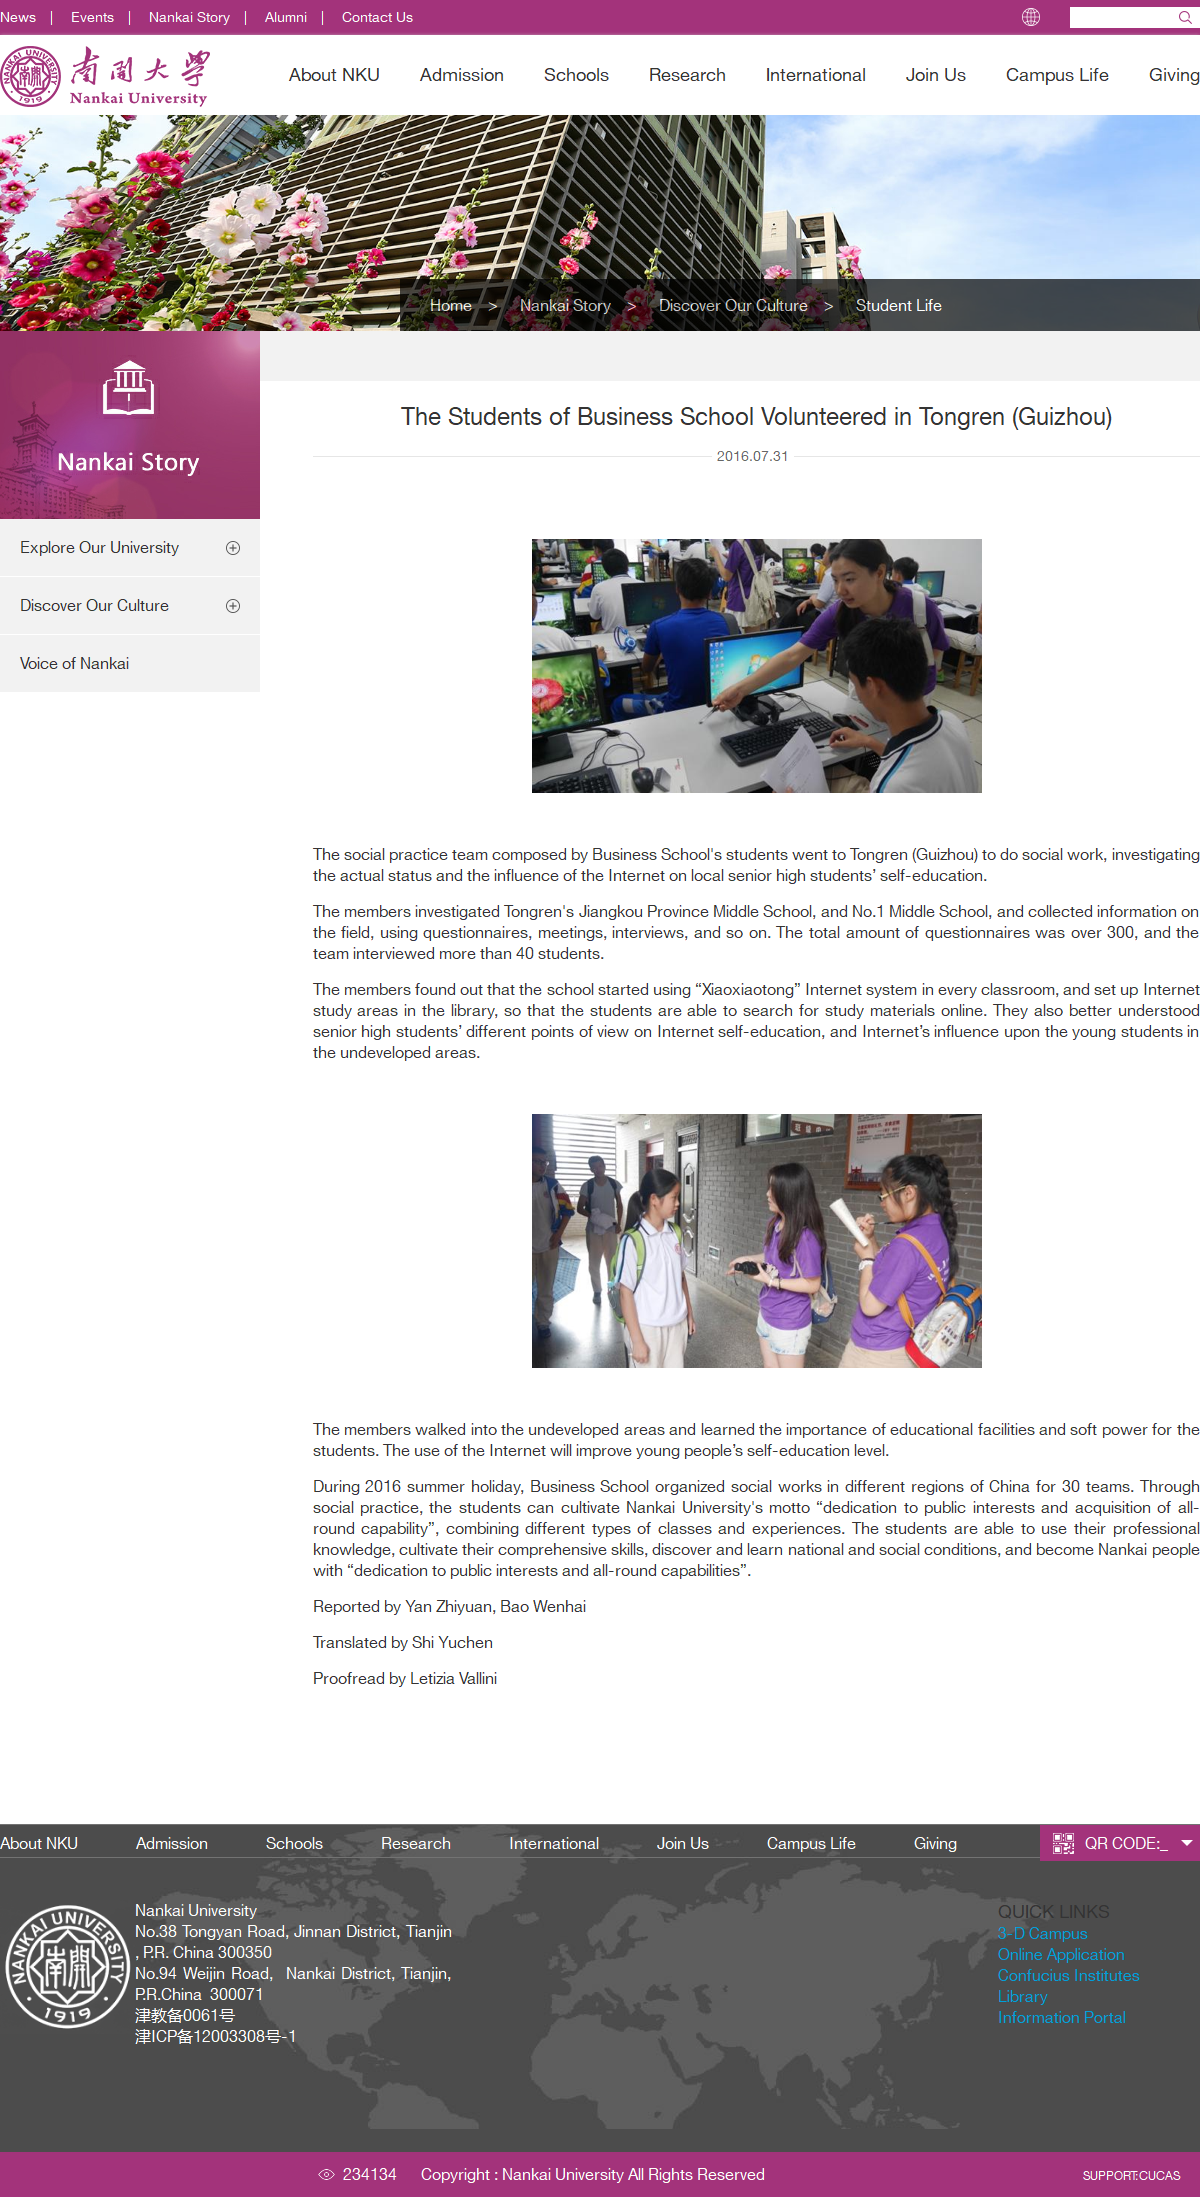 News | Events | Nankai Story | Alumni | Contact Us
南開大學
Nankai University
NANKAI UNIVERSITY
1919
About NKU Admission Schools Research International Join Us Campus Life Giving
Home > Nankai Story > Discover Our Culture > Student Life
Nankai Story
Explore Our University
Discover Our Culture
Voice of Nankai
The Students of Business School Volunteered in Tongren (Guizhou)
2016.07.31
The social practice team composed by Business School's students went to Tongren (Guizhou) to do social work, investigating
the actual status and the influence of the Internet on local senior high students’ self-education.
The members investigated Tongren's Jiangkou Province Middle School, and No.1 Middle School, and collected information on
the field, using questionnaires, meetings, interviews, and so on. The total amount of questionnaires was over 300, and the
team interviewed more than 40 students.
The members found out that the school started using “Xiaoxiaotong” Internet system in every classroom, and set up Internet
study areas in the library, so that the students are able to search for study materials online. They also better understood
senior high students’ different points of view on Internet self-education, and Internet’s influence upon the young students in
the undeveloped areas.
The members walked into the undeveloped areas and learned the importance of educational facilities and soft power for the
students. The use of the Internet will improve young people’s self-education level.
During 2016 summer holiday, Business School organized social works in different regions of China for 30 teams. Through
social practice, the students can cultivate Nankai University's motto “dedication to public interests and acquisition of all-
round capability”, combining different types of classes and experiences. The students are able to use their professional
knowledge, cultivate their comprehensive skills, discover and learn national and social conditions, and become Nankai people
with “dedication to public interests and all-round capabilities”.
Reported by Yan Zhiyuan, Bao Wenhai
Translated by Shi Yuchen
Proofread by Letizia Vallini
About NKU Admission Schools Research International Join Us Campus Life Giving QR CODE:_
NANKAI UNIVERSITY
1919
Nankai University
No.38 Tongyan Road, Jinnan District, Tianjin
, P.R. China 300350
No.94 Weijin Road, Nankai District, Tianjin,
P.R.China 300071
津教备0061号
津ICP备12003308号-1
QUICK LINKS
3-D Campus
Online Application
Confucius Institutes
Library
Information Portal
234134 Copyright : Nankai University All Rights Reserved SUPPORT:CUCAS